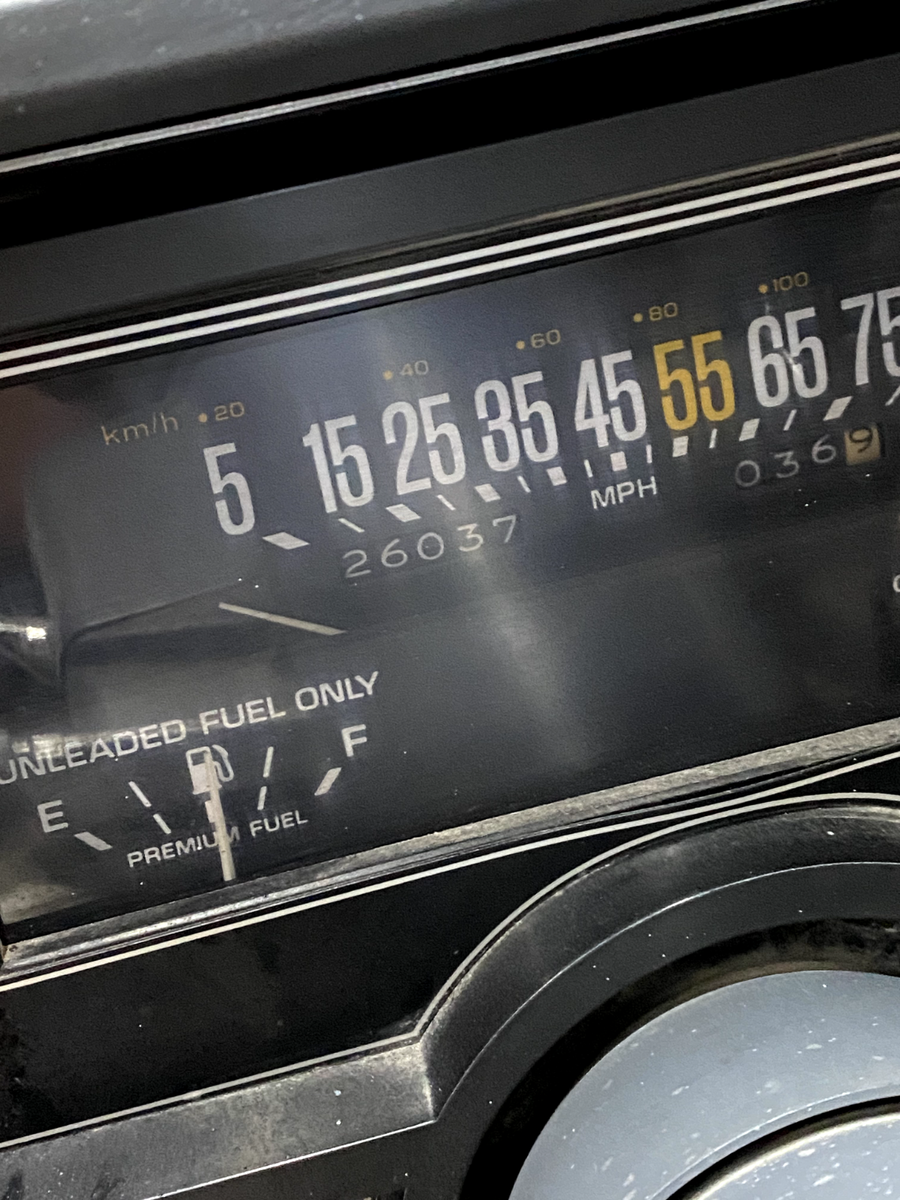 km/h 20 40 60 80 100
5 15 25 35 45 55 65 75
MPH
26037 0369
UNLEADED FUEL ONLY
E F
PREMIUM FUEL